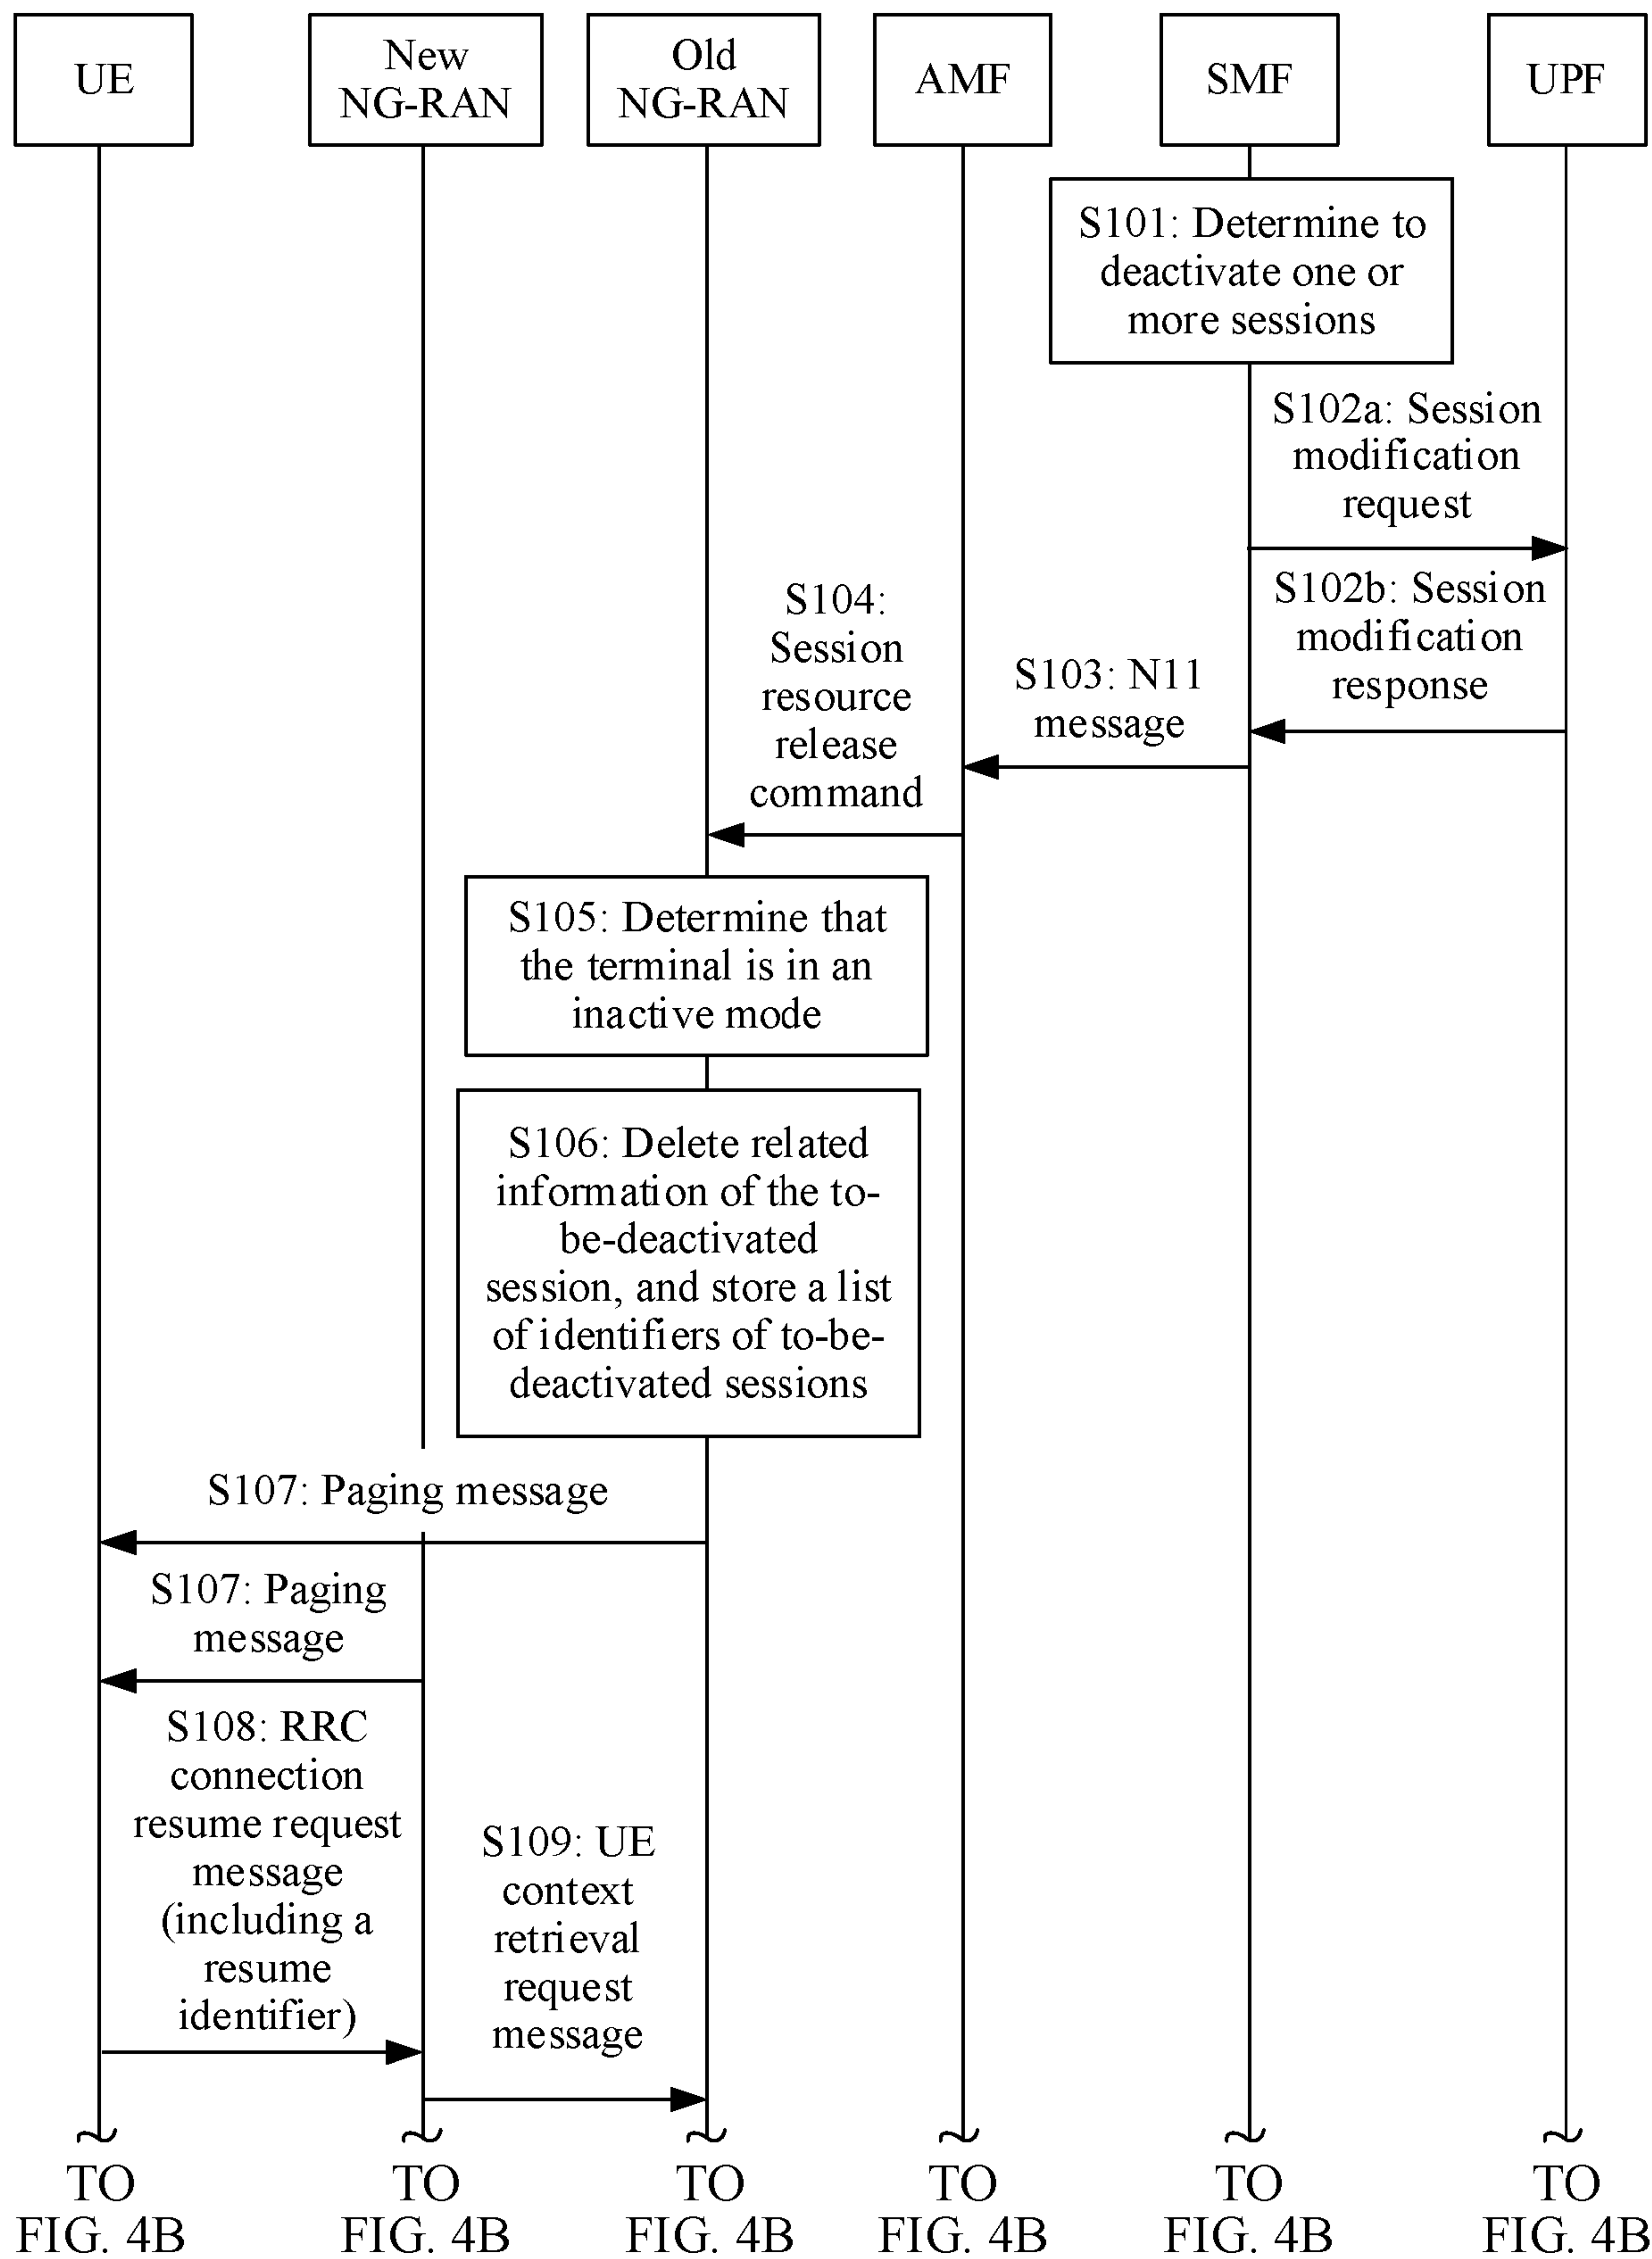 UE
New
NG-RAN
Old
NG-RAN
AMF
SMF
UPF
S101: Determine to
deactivate one or
more sessions
S102a: Session
modification
request
S102b: Session
modification
response
S103: N11
message
S104:
Session
resource
release
command
S105: Determine that
the terminal is in an
inactive mode
S106: Delete related
information of the to-
be-deactivated
session, and store a list
of identifiers of to-be-
deactivated sessions
S107: Paging message
S107: Paging
message
S108: RRC
connection
resume request
message
(including a
resume
identifier)
S109: UE
context
retrieval
request
message
TO
FIG. 4B
TO
FIG. 4B
TO
FIG. 4B
TO
FIG. 4B
TO
FIG. 4B
TO
FIG. 4B